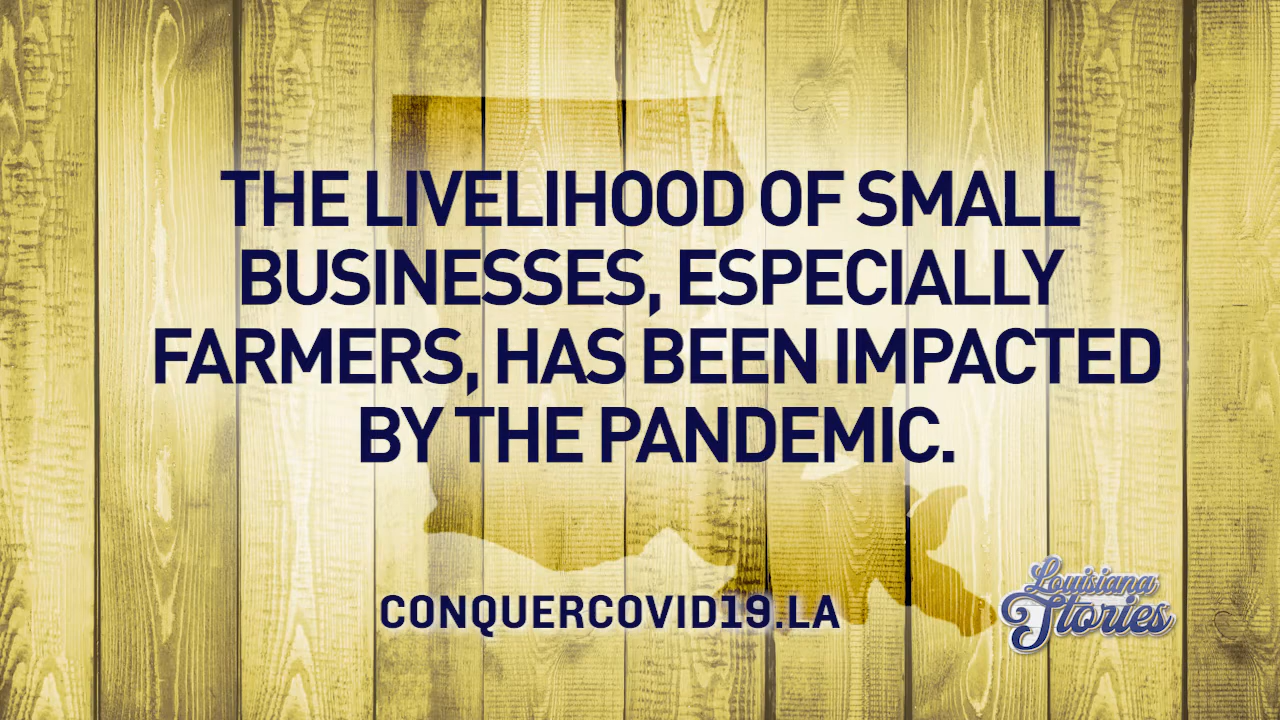 THE LIVELIHOOD OF SMALL
BUSINESSES, ESPECIALLY
FARMERS, HAS BEEN IMPACTED
BY THE PANDEMIC.
CONQUERCOVID19.LA
Louisiana
Stories